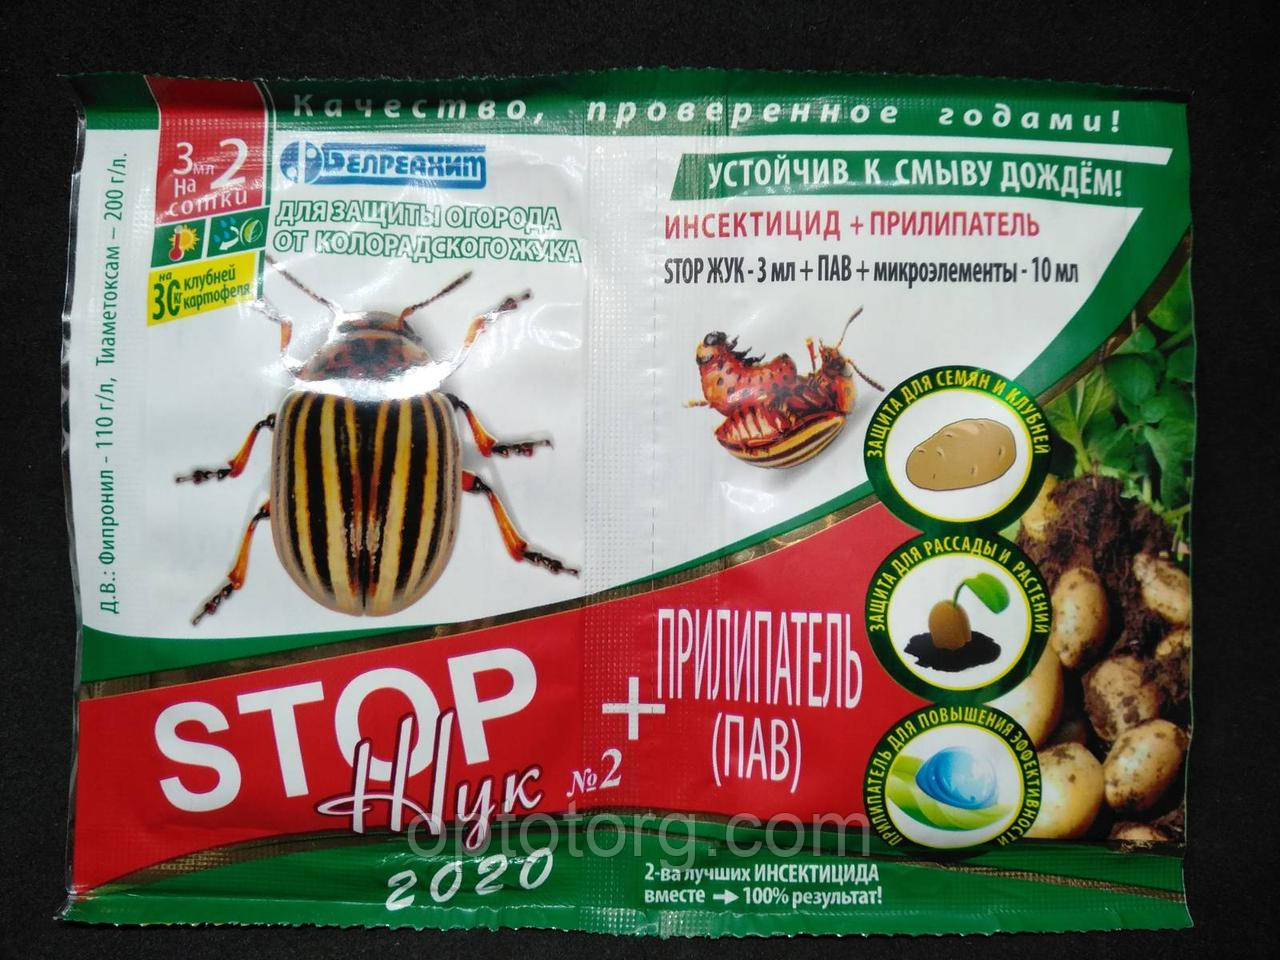 Качество, проверенное годами!
3 мл на 2 сотки
БЕЛРЕАХИМ
ДЛЯ ЗАЩИТЫ ОГОРОДА
ОТ КОЛОРАДСКОГО ЖУКА
на 30 кг клубней картофеля
Д.В.: Фипронил - 110 г/л, Тиаметоксам – 200 г/л.
УСТОЙЧИВ К СМЫВУ ДОЖДЁМ!
ИНСЕКТИЦИД + ПРИЛИПАТЕЛЬ
STOP ЖУК - 3 мл + ПАВ + микроэлементы - 10 мл
ЗАЩИТА ДЛЯ СЕМЯН И КЛУБНЕЙ
ЗАЩИТА ДЛЯ РАССАДЫ И РАСТЕНИЙ
ПРИЛИПАТЕЛЬ ДЛЯ ПОВЫШЕНИЯ ЭФФЕКТИВНОСТИ
STOP
Жук №2
2020
+ ПРИЛИПАТЕЛЬ
(ПАВ)
optotorg.com
2-ва лучших ИНСЕКТИЦИДА
вместе → 100% результат!